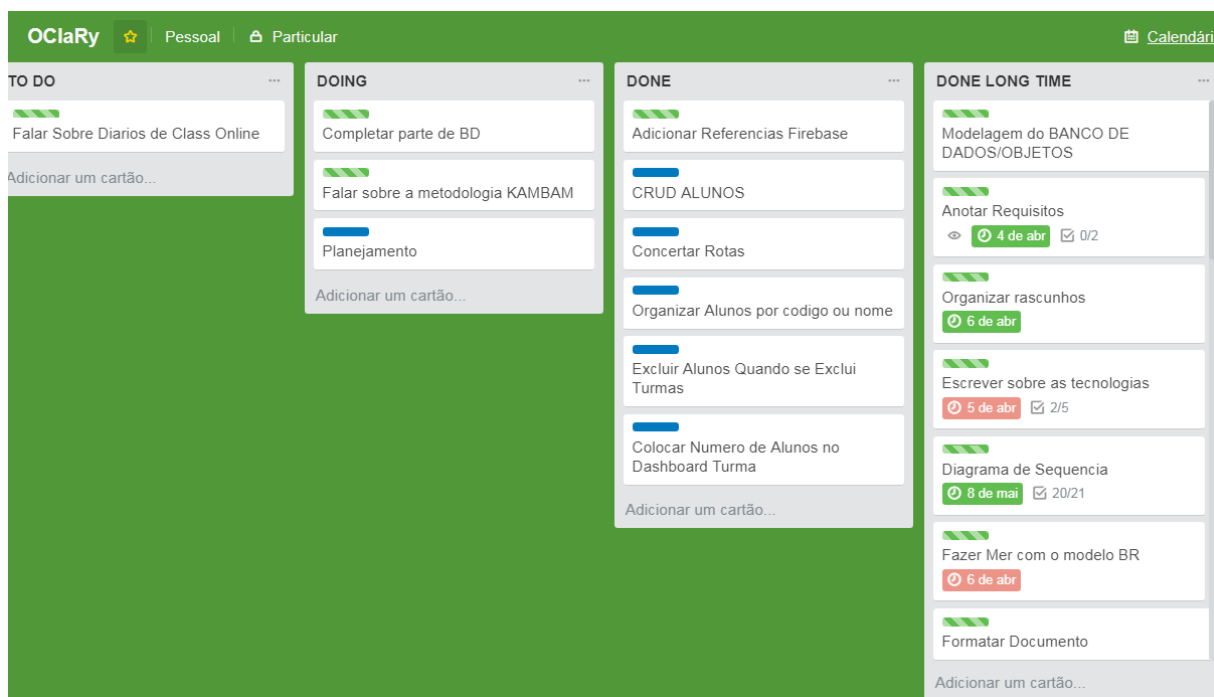 OClaRy
Pessoal
Particular
Calendári
TO DO
Falar Sobre Diarios de Class Online
Adicionar um cartão...
DOING
Completar parte de BD
Falar sobre a metodologia KAMBAM
Planejamento
Adicionar um cartão...
DONE
Adicionar Referencias Firebase
CRUD ALUNOS
Concertar Rotas
Organizar Alunos por codigo ou nome
Excluir Alunos Quando se Exclui
Turmas
Colocar Numero de Alunos no
Dashboard Turma
Adicionar um cartão...
DONE LONG TIME
Modelagem do BANCO DE
DADOS/OBJETOS
Anotar Requisitos
4 de abr 0/2
Organizar rascunhos
6 de abr
Escrever sobre as tecnologias
5 de abr 2/5
Diagrama de Sequencia
8 de mai 20/21
Fazer Mer com o modelo BR
6 de abr
Formatar Documento
Adicionar um cartão...